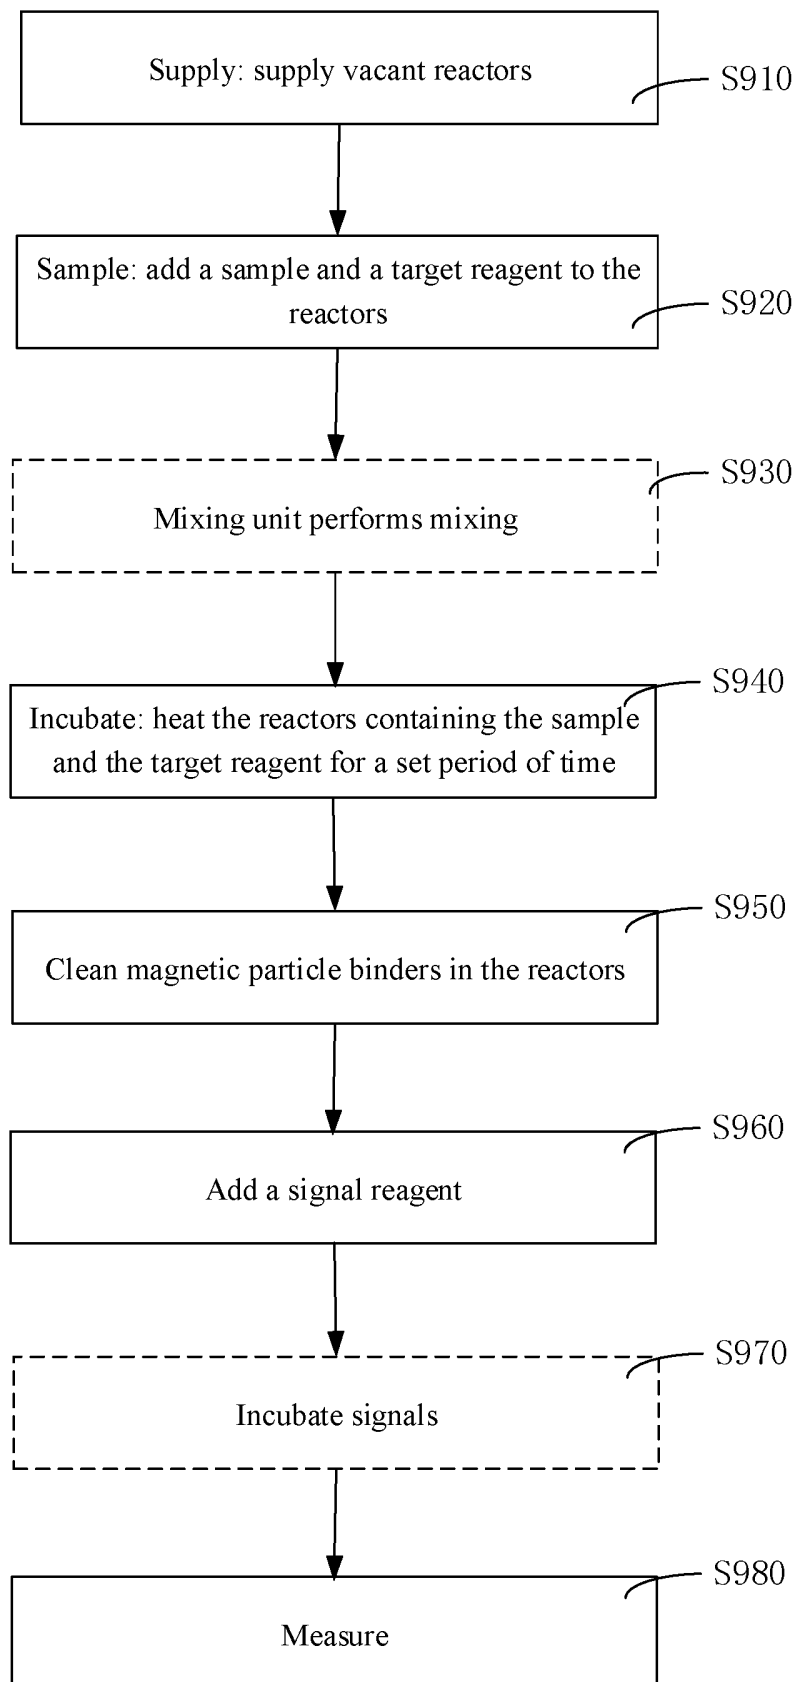 Supply: supply vacant reactors
S910
Sample: add a sample and a target reagent to the
reactors
S920
S930
Mixing unit performs mixing
S940
Incubate: heat the reactors containing the sample
and the target reagent for a set period of time
S950
Clean magnetic particle binders in the reactors
S960
Add a signal reagent
S970
Incubate signals
S980
Measure